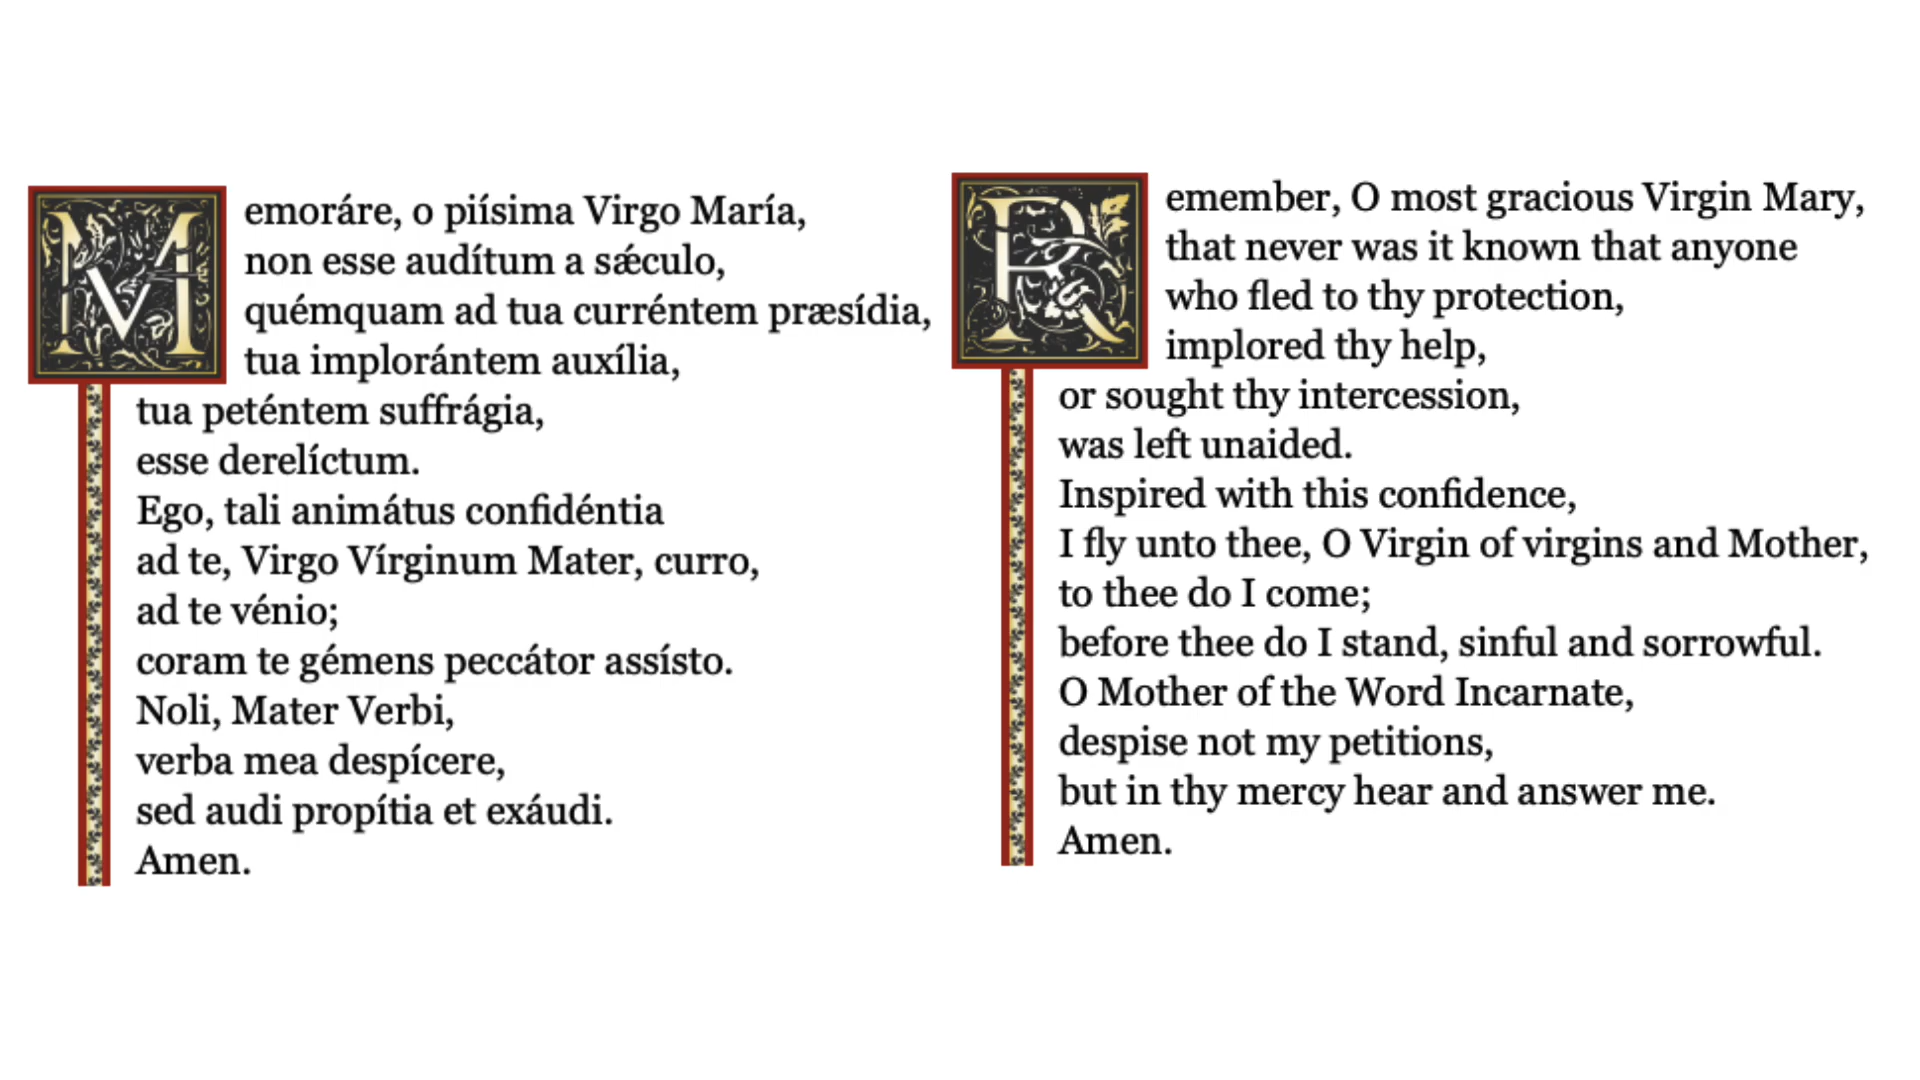 Memoráre, o piísima Virgo María,
non esse audítum a sǽculo,
quémquam ad tua curréntem præsídia,
tua implorántem auxília,
tua peténtem suffrágia,
esse derelíctum.
Ego, tali animátus confidéntia
ad te, Virgo Vírginum Mater, curro,
ad te vénio;
coram te gémens peccátor assísto.
Noli, Mater Verbi,
verba mea despícere,
sed audi propítia et exáudi.
Amen.
Remember, O most gracious Virgin Mary,
that never was it known that anyone
who fled to thy protection,
implored thy help,
or sought thy intercession,
was left unaided.
Inspired with this confidence,
I fly unto thee, O Virgin of virgins and Mother,
to thee do I come;
before thee do I stand, sinful and sorrowful.
O Mother of the Word Incarnate,
despise not my petitions,
but in thy mercy hear and answer me.
Amen.